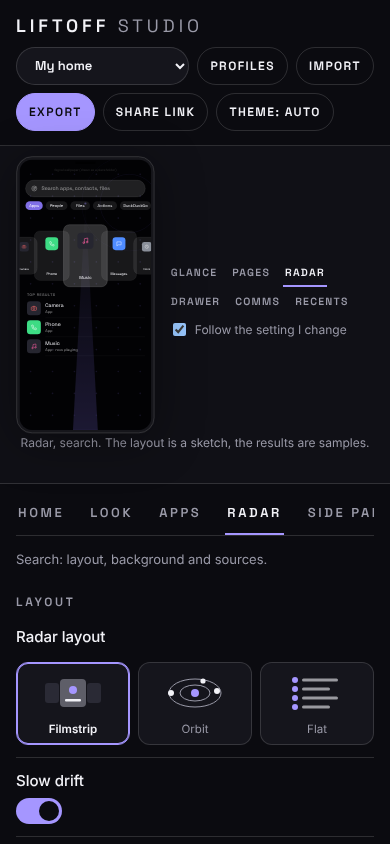 LIFTOFF STUDIO
My home
PROFILES
IMPORT
EXPORT
SHARE LINK
THEME: AUTO
Search apps, contacts, files
Apps People Files Actions DuckDuckGo
Phone Music Messages
TOP RESULTS
Camera
App
Phone
App
Music
App · now playing
GLANCE PAGES RADAR
DRAWER COMMS RECENTS
Follow the setting I change
Radar, search. The layout is a sketch, the results are samples.
HOME LOOK APPS RADAR SIDE PA
Search: layout, background and sources.
LAYOUT
Radar layout
Filmstrip Orbit Flat
Slow drift